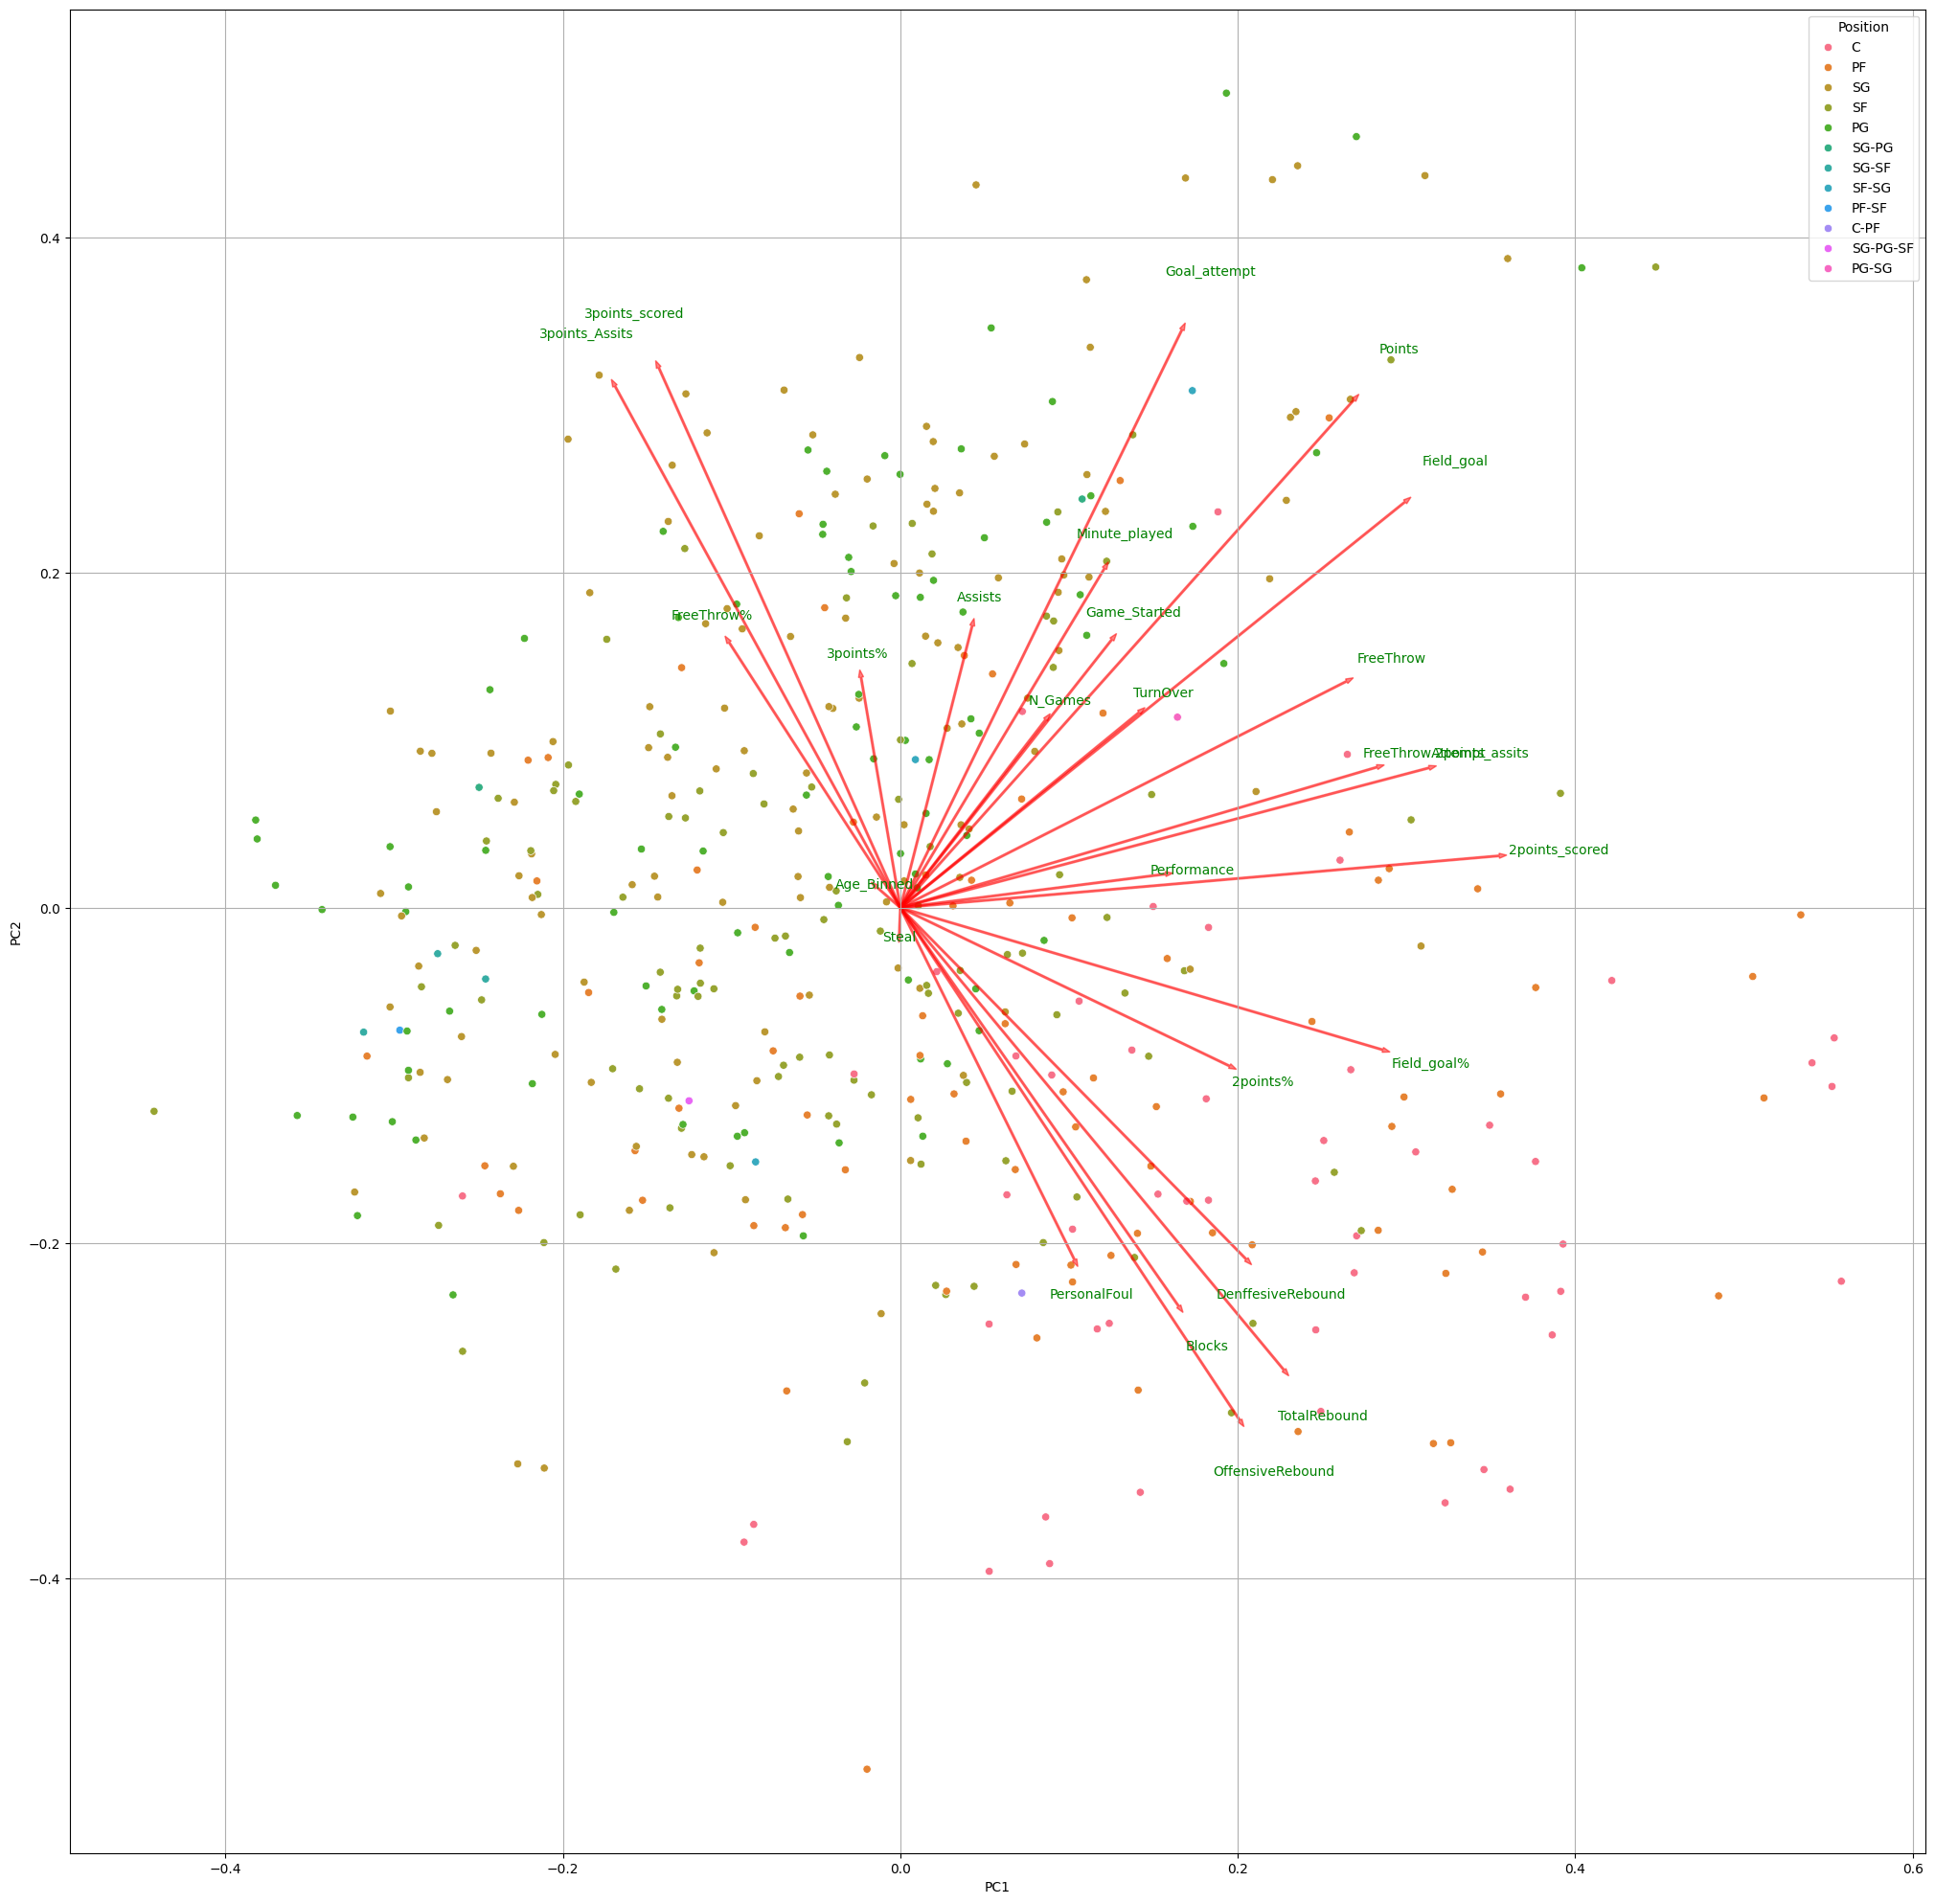 Position
C
PF
SG
SF
PG
SG-PG
SG-SF
SF-SG
PF-SF
C-PF
SG-PG-SF
PG-SG
0.4
0.2
0.0
−0.2
−0.4
PC2
Goal_attempt
3points_scored
3points_Assits
Points
Field_goal
Minute_played
Assists
Game_Started
FreeThrow%
3points%
FreeThrow
N_Games
TurnOver
FreeThrowAttempt
2points_assits
2points_scored
Performance
Age_Binned
Steal
Field_goal%
2points%
PersonalFoul
DenffesiveRebound
Blocks
TotalRebound
OffensiveRebound
−0.4
−0.2
0.0
0.2
0.4
0.6
PC1